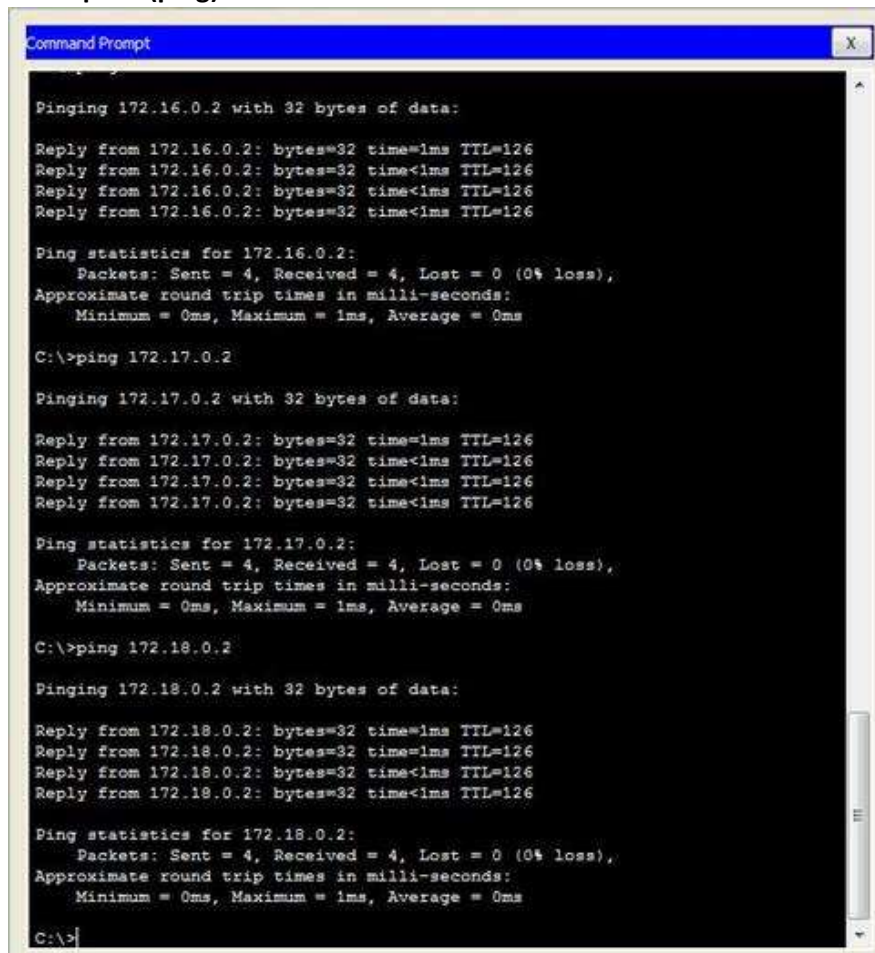 Command Prompt
X
Pinging 172.16.0.2 with 32 bytes of data:
Reply from 172.16.0.2: bytes=32 time=1ms TTL=126
Reply from 172.16.0.2: bytes=32 time<1ms TTL=126
Reply from 172.16.0.2: bytes=32 time<1ms TTL=126
Reply from 172.16.0.2: bytes=32 time<1ms TTL=126
Ping statistics for 172.16.0.2:
Packets: Sent = 4, Received = 4, Lost = 0 (0% loss),
Approximate round trip times in milli-seconds:
Minimum = 0ms, Maximum = 1ms, Average = 0ms
C:\>ping 172.17.0.2
Pinging 172.17.0.2 with 32 bytes of data:
Reply from 172.17.0.2: bytes=32 time=1ms TTL=126
Reply from 172.17.0.2: bytes=32 time<1ms TTL=126
Reply from 172.17.0.2: bytes=32 time<1ms TTL=126
Reply from 172.17.0.2: bytes=32 time<1ms TTL=126
Ping statistics for 172.17.0.2:
Packets: Sent = 4, Received = 4, Lost = 0 (0% loss),
Approximate round trip times in milli-seconds:
Minimum = 0ms, Maximum = 1ms, Average = 0ms
C:\>ping 172.18.0.2
Pinging 172.18.0.2 with 32 bytes of data:
Reply from 172.18.0.2: bytes=32 time=1ms TTL=126
Reply from 172.18.0.2: bytes=32 time<1ms TTL=126
Reply from 172.18.0.2: bytes=32 time<1ms TTL=126
Reply from 172.18.0.2: bytes=32 time<1ms TTL=126
Ping statistics for 172.18.0.2:
Packets: Sent = 4, Received = 4, Lost = 0 (0% loss),
Approximate round trip times in milli-seconds:
Minimum = 0ms, Maximum = 1ms, Average = 0ms
C:\>